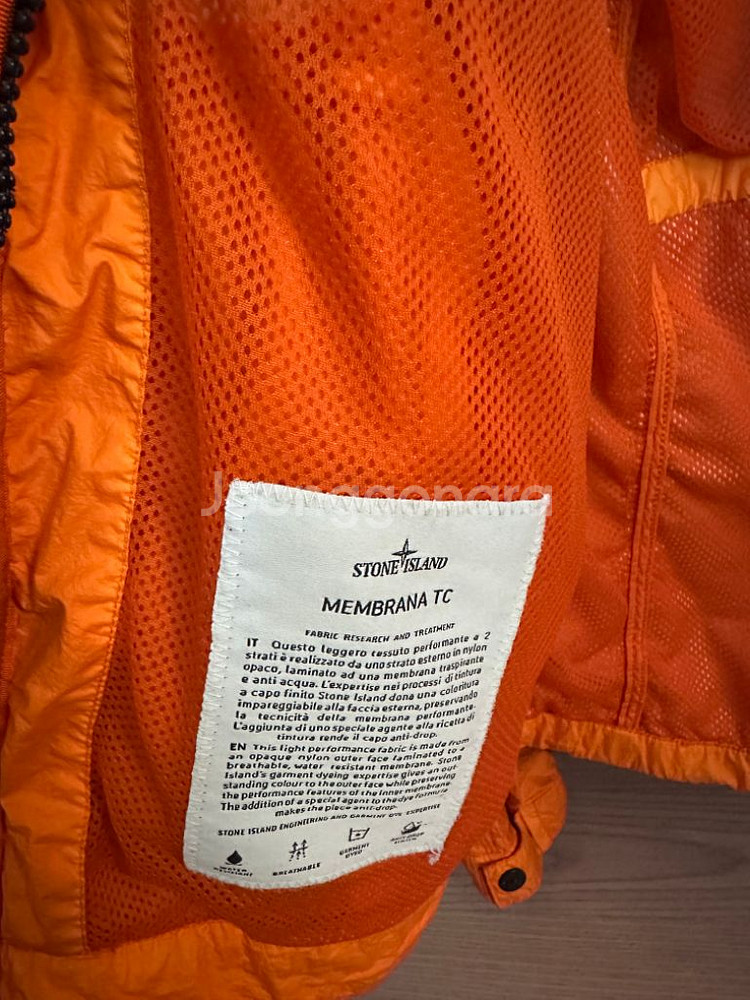 Joonggonara
STONE ISLAND
MEMBRANA TC
FABRIC RESEARCH AND TREATMENT
IT Questo leggero tessuto performante a 2
strati è realizzato da uno strato esterno in nylon
opaco, laminato ad una membrana traspirante
e anti acqua. L'expertise nei processi di tintura
a capo finito Stone Island dona una coloritura
impareggiabile alla faccia esterna, preservando
la tecnicità della membrana performante.
L'aggiunta di uno speciale agente alla ricetta di
tintura rende il capo anti-drop.
EN This light performance fabric is made from
an opaque nylon outer face laminated to a
breathable, water resistant membrane. Stone
Island's garment dyeing expertise gives an out-
standing colour to the outer face while preserving
the performance features of the inner membrane.
The addition of a special agent to the dye formula
makes the piece anti-drop.
STONE ISLAND ENGINEERING AND GARMENT DYE EXPERTISE
WATER RESISTANT
BREATHABLE
GARMENT DYED